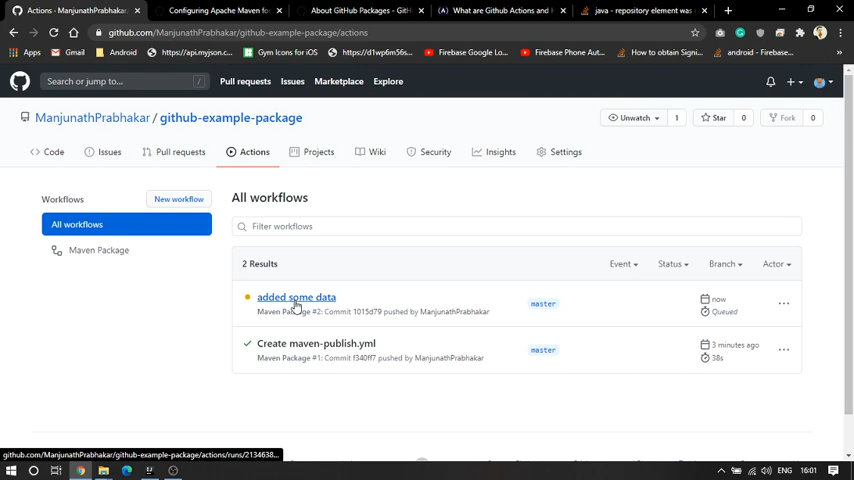 Actions - ManjunathPrabhakar/
Configuring Apache Maven for
About GitHub Packages - GitH
What are Github Actions and
java - repository element was
github.com/ManjunathPrabhakar/github-example-package/actions
Apps
Gmail
Android
https://api.myjson.c...
Gym Icons for iOS
https://d1wp6m56s...
Firebase Google Lo...
Firebase Phone Aut...
How to obtain Signi...
android - Firebase...
Search or jump to...
/
Pull requests
Issues
Marketplace
Explore
ManjunathPrabhakar / github-example-package
Unwatch
1
Star
0
Fork
0
Code
Issues
Pull requests
Actions
Projects
Wiki
Security
Insights
Settings
Workflows
New workflow
All workflows
Maven Package
All workflows
Filter workflows
2 Results
Event
Status
Branch
Actor
added some data
Maven Package #2: Commit 1015d79 pushed by ManjunathPrabhakar
master
now
Queued
Create maven-publish.yml
Maven Package #1: Commit f340ff7 pushed by ManjunathPrabhakar
master
3 minutes ago
38s
github.com/ManjunathPrabhakar/github-example-package/actions/runs/2134638...
ENG
16:01